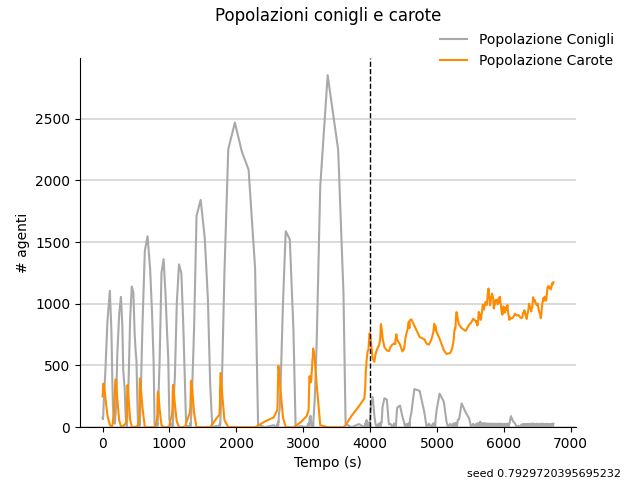 Popolazioni conigli e carote
Popolazione Conigli
Popolazione Carote
# agenti
2500
2000
1500
1000
500
0
0 1000 2000 3000 4000 5000 6000 7000
Tempo (s)
seed 0.7929720395695232